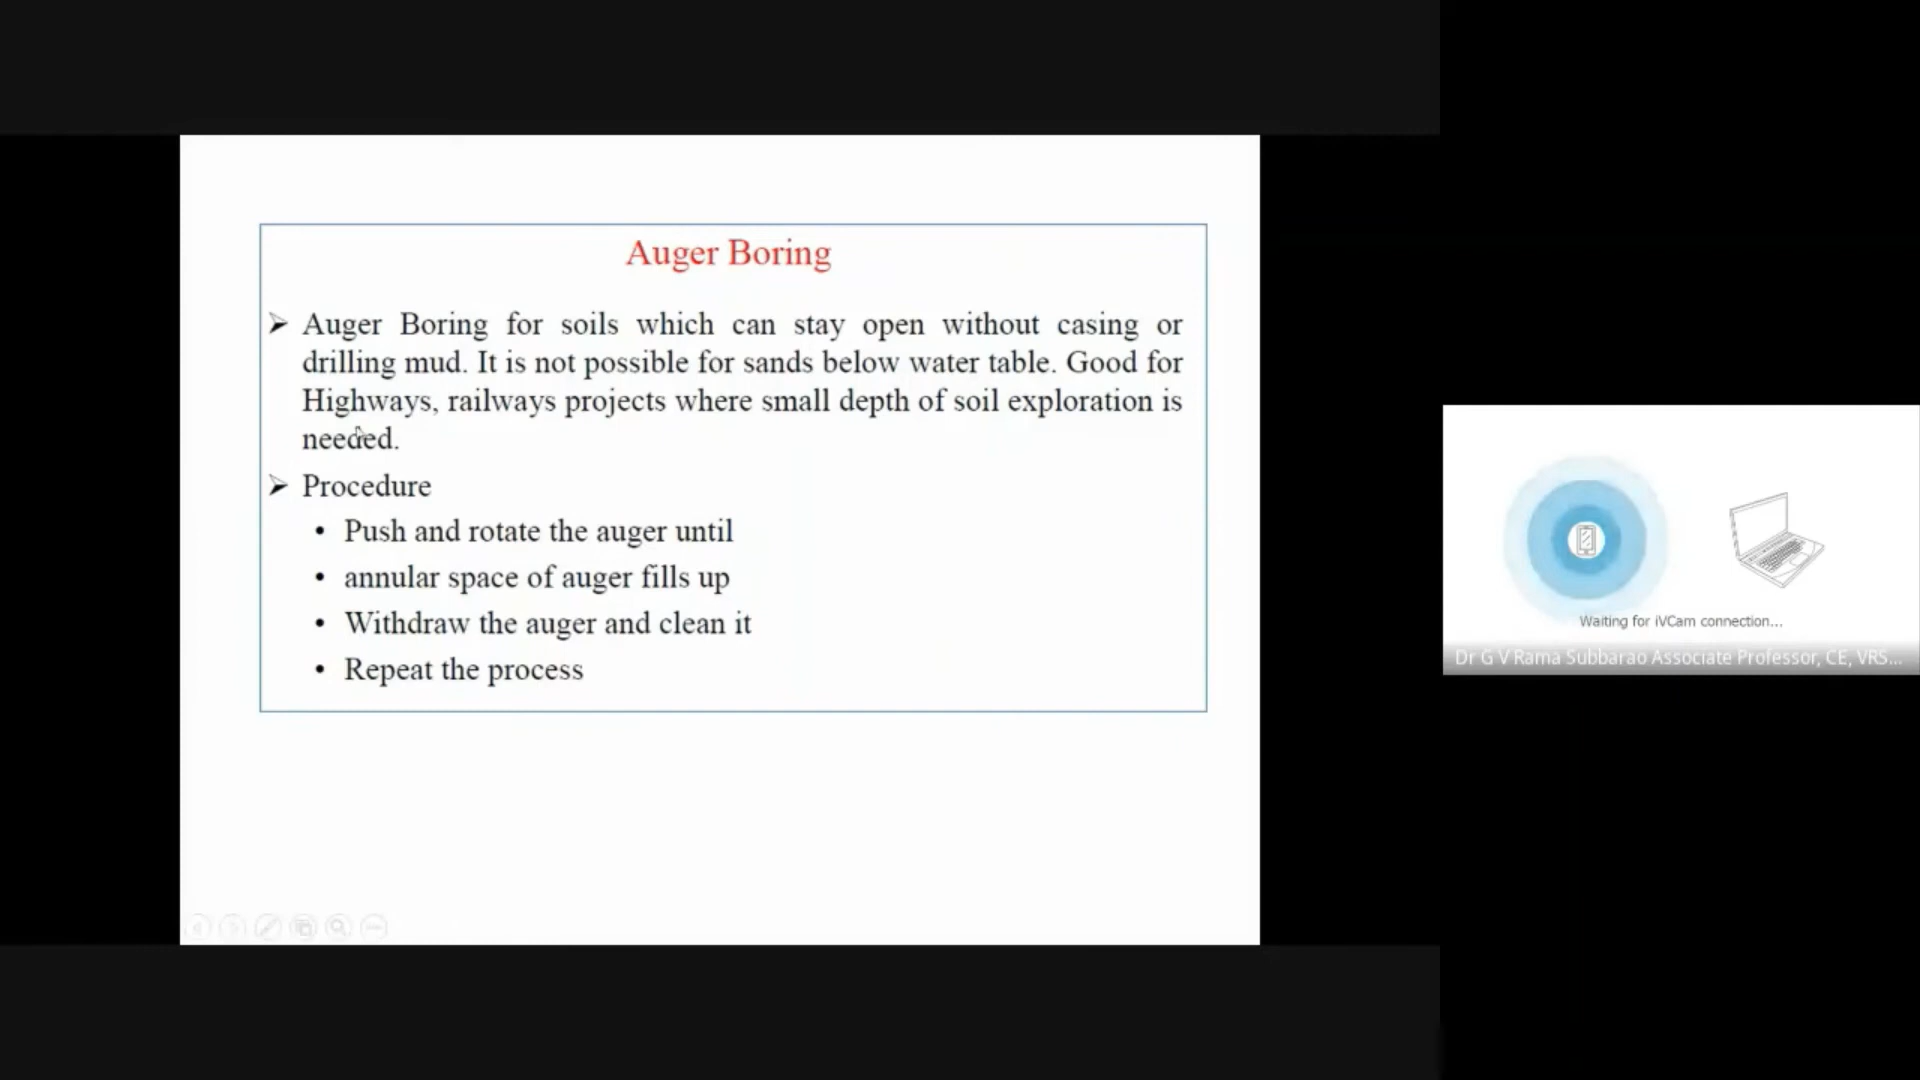 Auger Boring
➢ Auger Boring for soils which can stay open without casing or
drilling mud. It is not possible for sands below water table. Good for
Highways, railways projects where small depth of soil exploration is
needed.
➢ Procedure
• Push and rotate the auger until
• annular space of auger fills up
• Withdraw the auger and clean it
• Repeat the process
Waiting for iVCam connection...
Dr G V Rama Subbarao Associate Professor, CE, VRS...